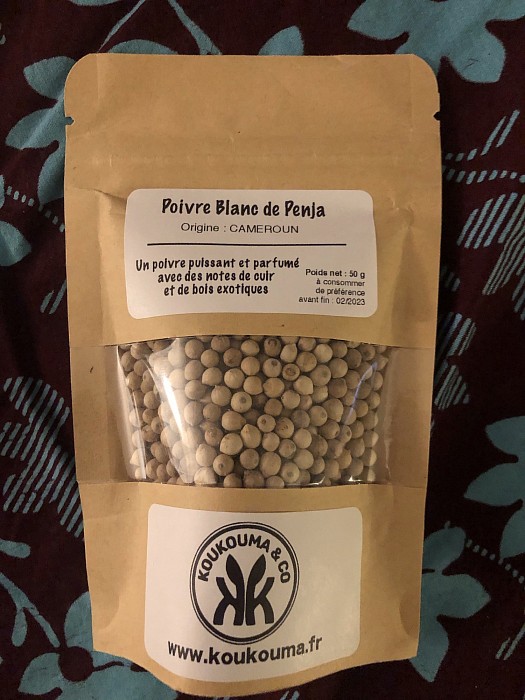 Poivre Blanc de Penja
Origine : CAMEROUN
Un poivre puissant et parfumé
avec des notes de cuir
et de bois exotiques
Poids net : 50 g
à consommer
de préférence
avant fin : 02/2023
KOUKOUMA & CO
www.koukouma.fr